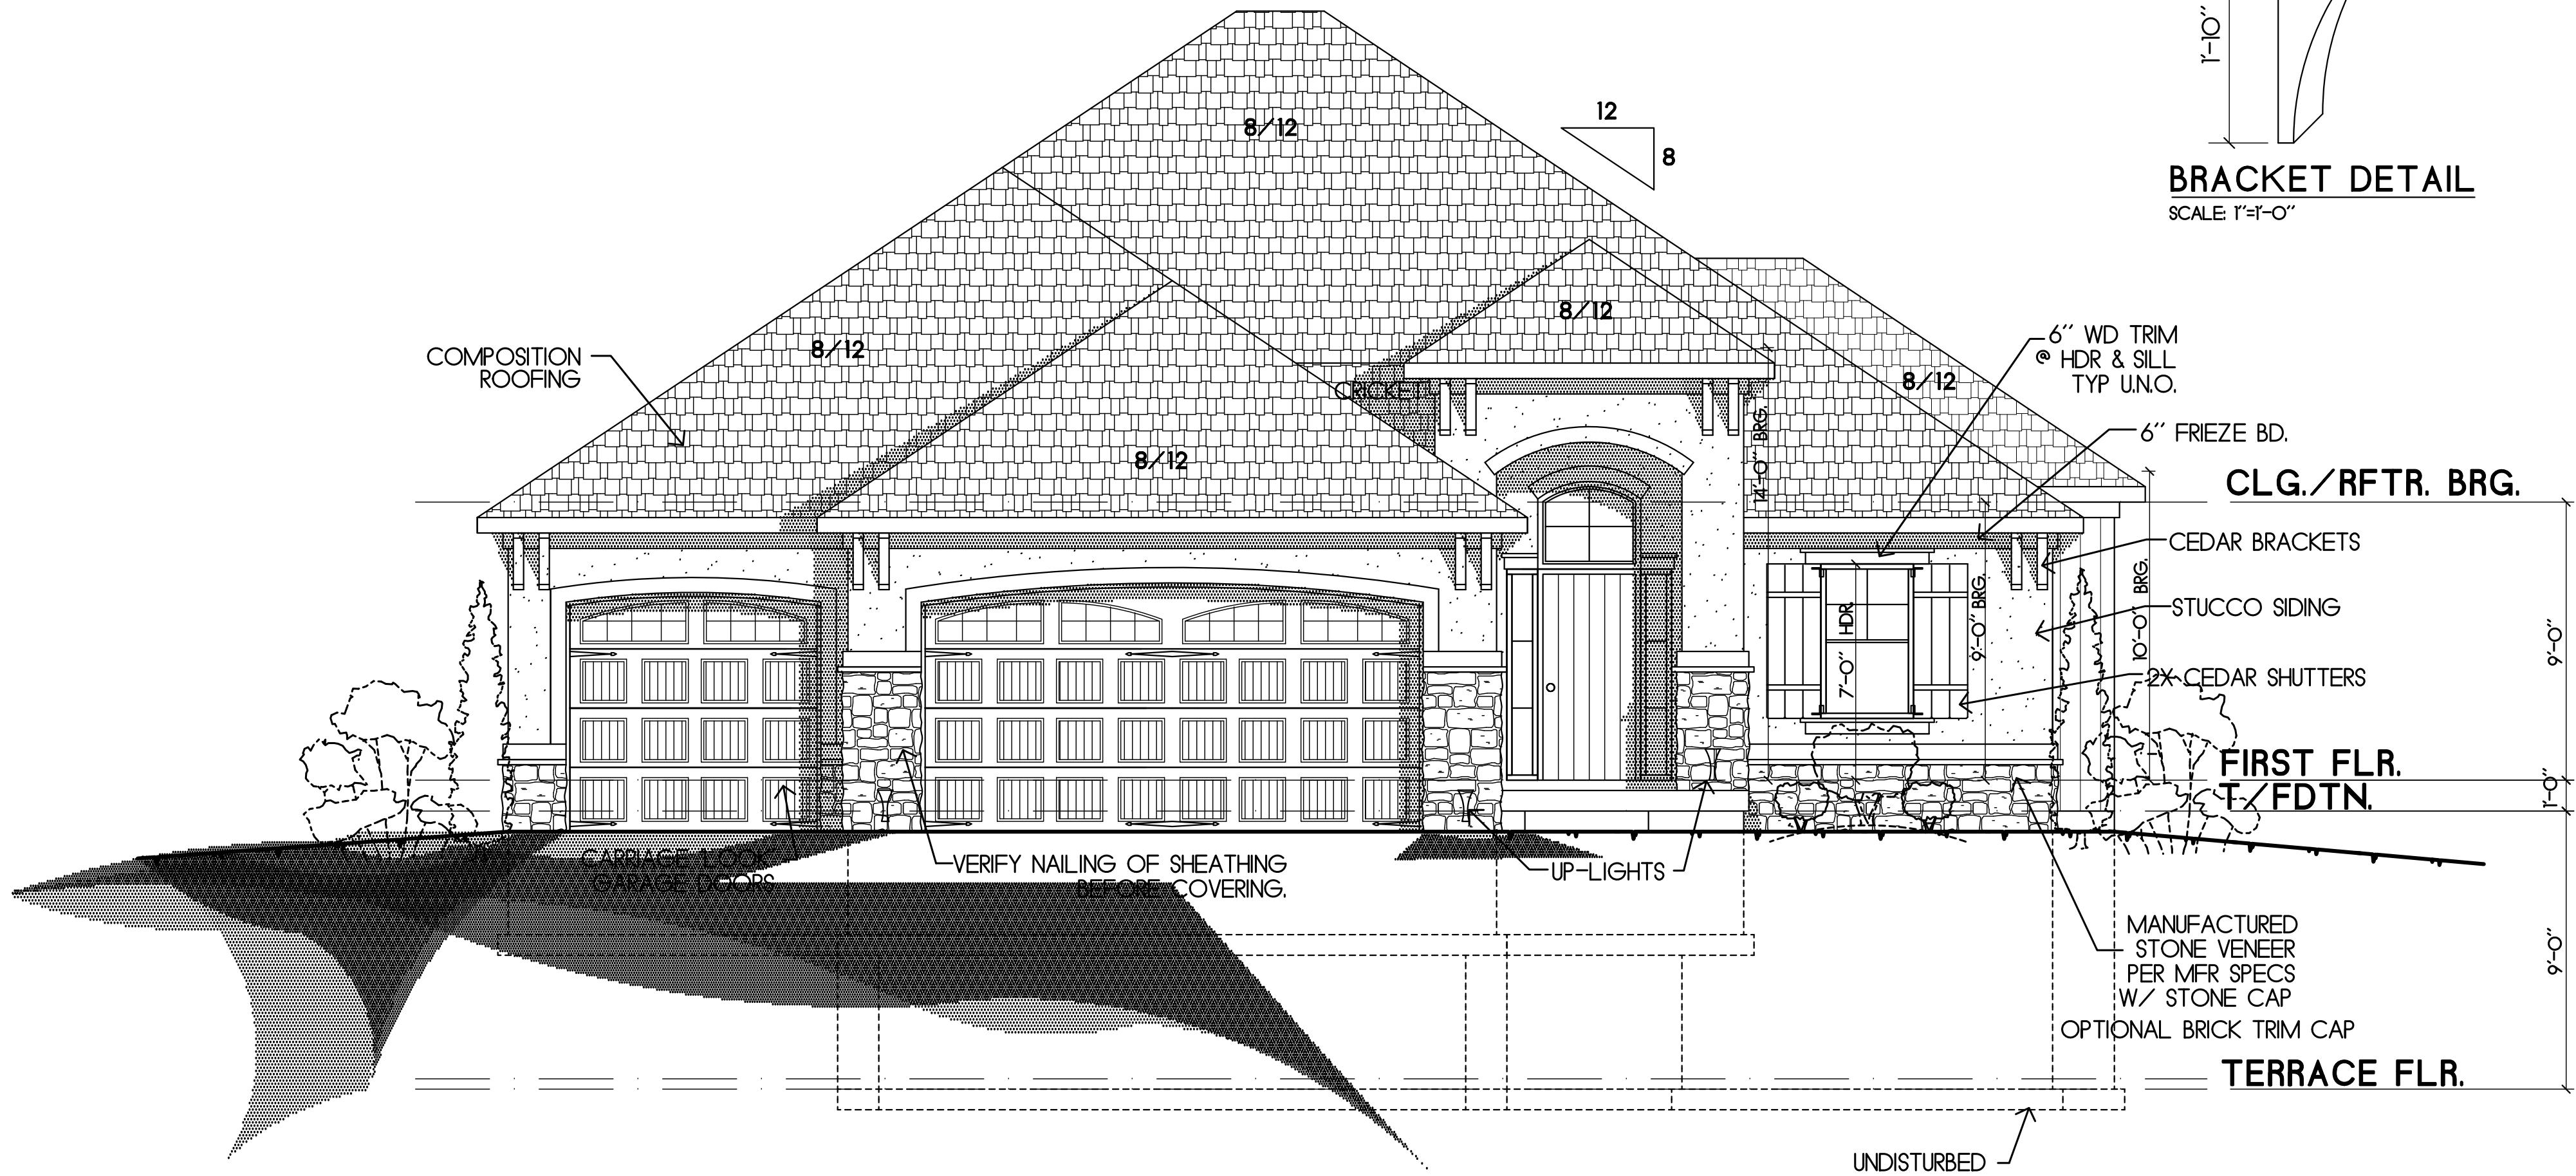 1'-10"
BRACKET DETAIL
SCALE: 1"=1'-0"
12
8
8/12
8/12
8/12
8/12
8/12
COMPOSITION
ROOFING
CRICKET
14'-0" BRG.
6" WD TRIM
@ HDR & SILL
TYP U.N.O.
6" FRIEZE BD.
CLG./RFTR. BRG.
CEDAR BRACKETS
STUCCO SIDING
2X CEDAR SHUTTERS
7'-0" HDR
9'-0" BRG.
10'-0" BRG.
9'-0"
FIRST FLR.
T/FDTN.
1'-0"
CARRIAGE "LOOK"
GARAGE DOORS
VERIFY NAILING OF SHEATHING
BEFORE COVERING.
UP-LIGHTS
MANUFACTURED
STONE VENEER
PER MFR SPECS
W/ STONE CAP
OPTIONAL BRICK TRIM CAP
9'-0"
TERRACE FLR.
UNDISTURBED